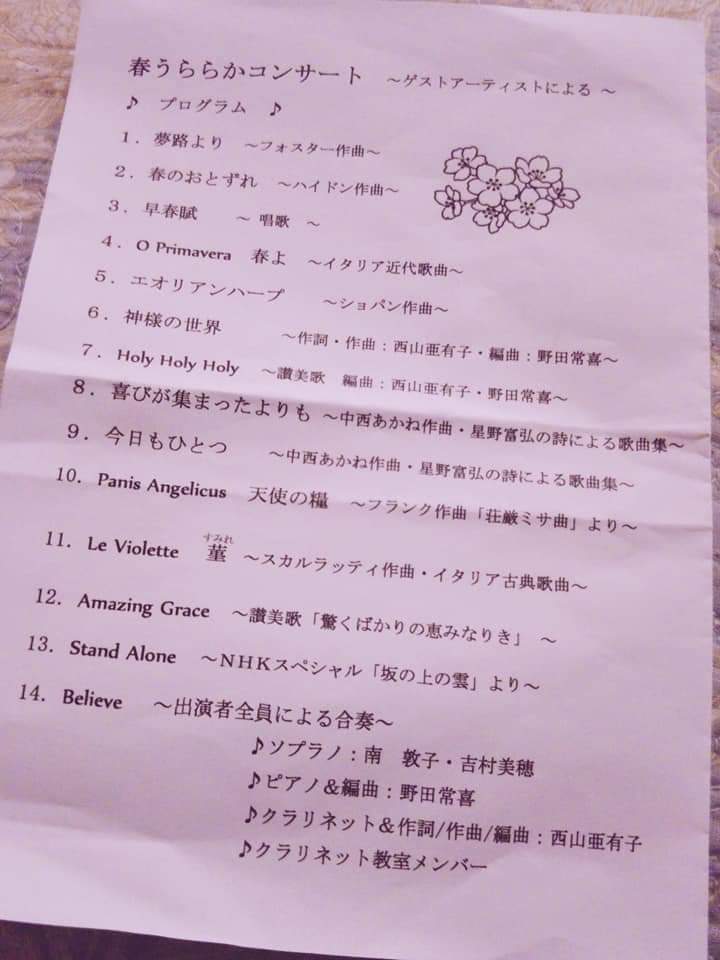 春うららかコンサート ～ゲストアーティストによる ～
♪ プログラム ♪
1．夢路より ～フォスター作曲～
2．春のおとずれ ～ハイドン作曲～
3．早春賦 ～ 唱歌 ～
4．O Primavera 春よ ～イタリア近代歌曲～
5．エオリアンハープ ～ショパン作曲～
6．神様の世界 ～作詞・作曲：西山亜有子・編曲：野田常喜～
7．Holy Holy Holy ～讃美歌 編曲：西山亜有子・野田常喜～
8．喜びが集まったよりも ～中西あかね作曲・星野富弘の詩による歌曲集～
9．今日もひとつ ～中西あかね作曲・星野富弘の詩による歌曲集～
10．Panis Angelicus 天使の糧 ～フランク作曲「荘厳ミサ曲」より～
すみれ
11．Le Violette 菫 ～スカルラッティ作曲・イタリア古典歌曲～
12．Amazing Grace ～讃美歌「驚くばかりの恵みなりき」 ～
13．Stand Alone ～ＮＨＫスペシャル「坂の上の雲」より～
14．Believe ～出演者全員による合奏～
♪ソプラノ：南 敦子・吉村美穂
♪ピアノ＆編曲：野田常喜
♪クラリネット＆作詞/作曲/編曲：西山亜有子
♪クラリネット教室メンバー